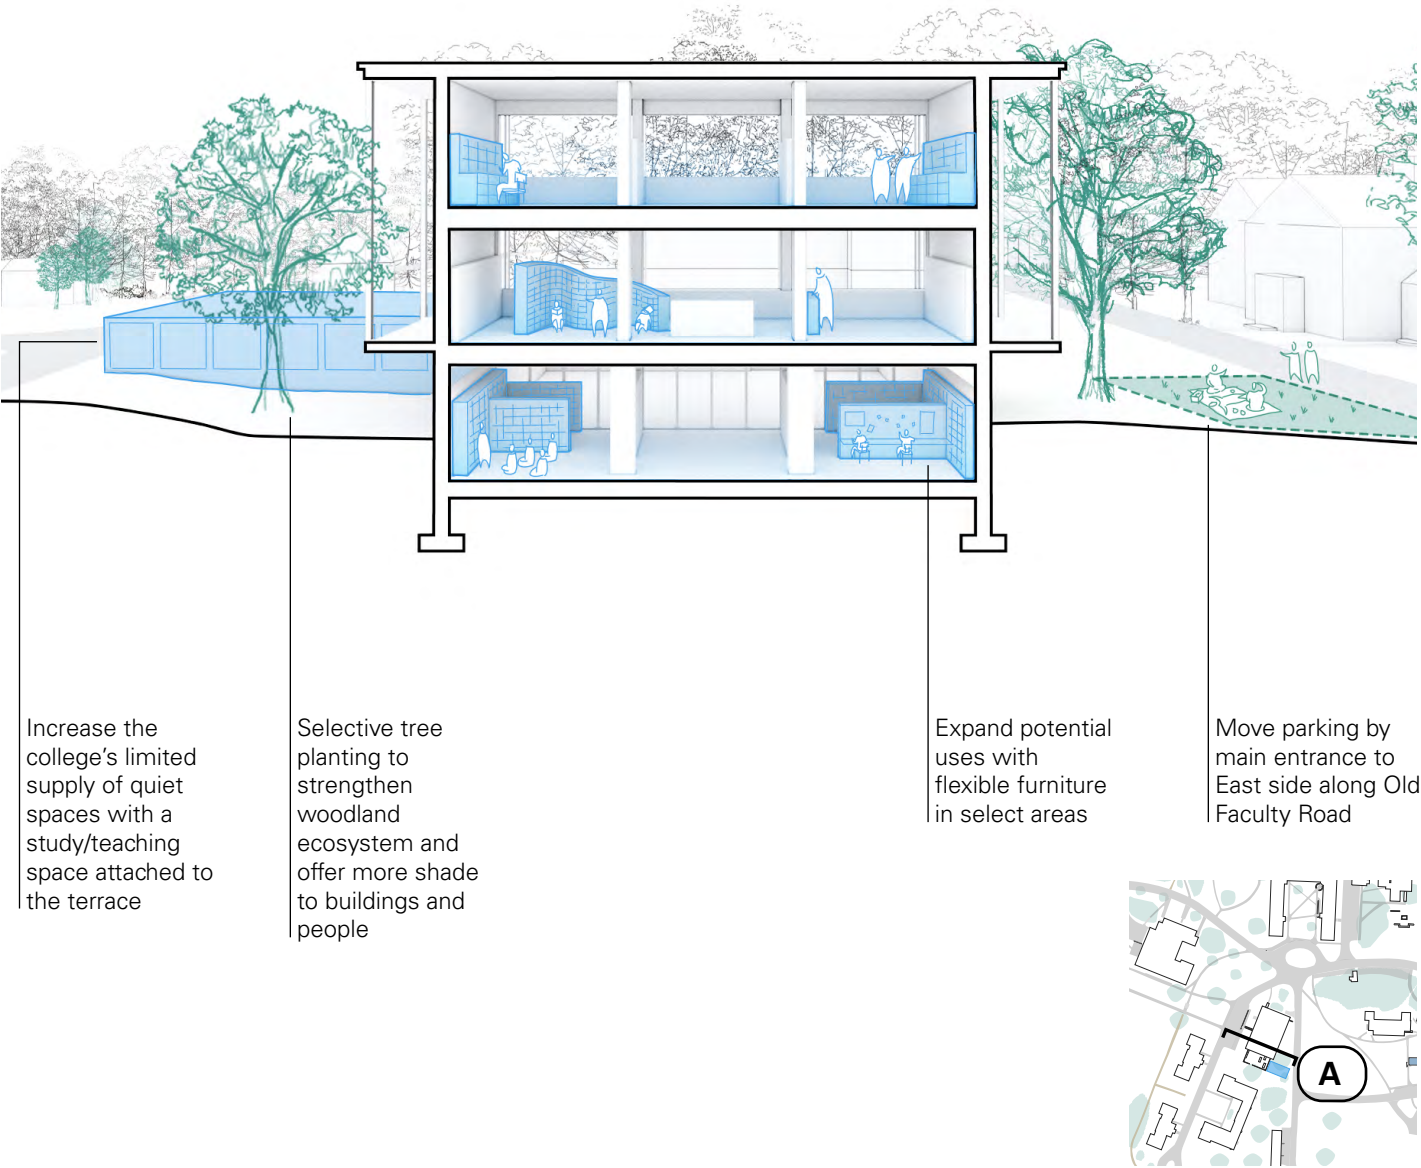 Increase the
college’s limited
supply of quiet
spaces with a
study/teaching
space attached to
the terrace
Selective tree
planting to
strengthen
woodland
ecosystem and
offer more shade
to buildings and
people
Expand potential
uses with
flexible furniture
in select areas
Move parking by
main entrance to
East side along Old
Faculty Road
A